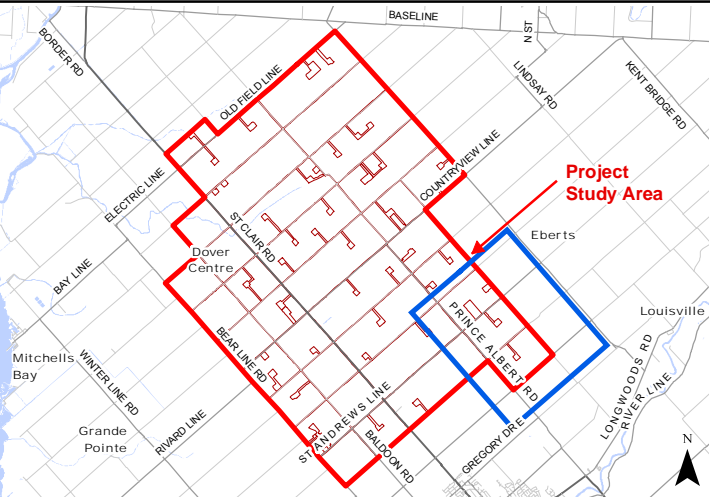 BASELINE
BORDER RD
N ST
KENT BRIDGE RD
LINDSAY RD
OLD FIELD LINE
COUNTRYVIEW LINE
Project
Study Area
ELECTRIC LINE
ST CLAIR RD
Eberts
Dover
Centre
BAY LINE
PRINCE ALBERT RD
Louisville
BEAR LINE RD
Mitchells
Bay
WINTER LINE RD
LONGWOODS RD
RIVER LINE
Grande
Pointe
RIVARD LINE
ST ANDREWS LINE
BALDOON RD
GREGORY DR E
N